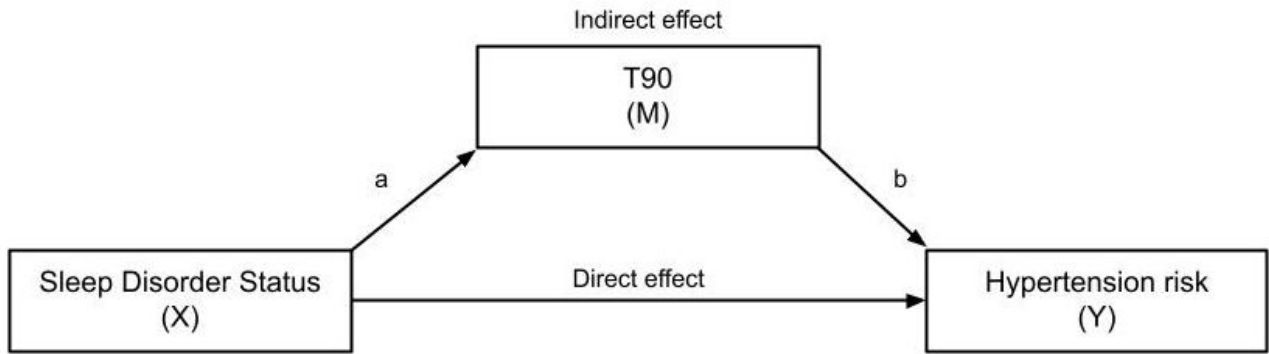 Indirect effect
T90
(M)
a
b
Sleep Disorder Status
(X)
Direct effect
Hypertension risk
(Y)